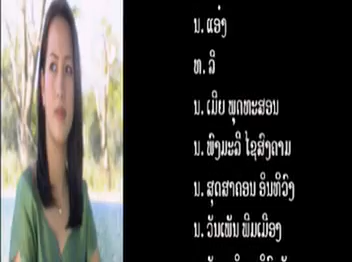 ນ. ແອ່ງ
ທ. ລີ
ນ. ເມີຍ ພຸດທະສອນ
ນ. ພົງມະລີ ໄຊສົງຄາມ
ນ. ສຸດສາຄອນ ອິນທິວົງ
ນ. ວັນເພັນ ພິມເມືອງ